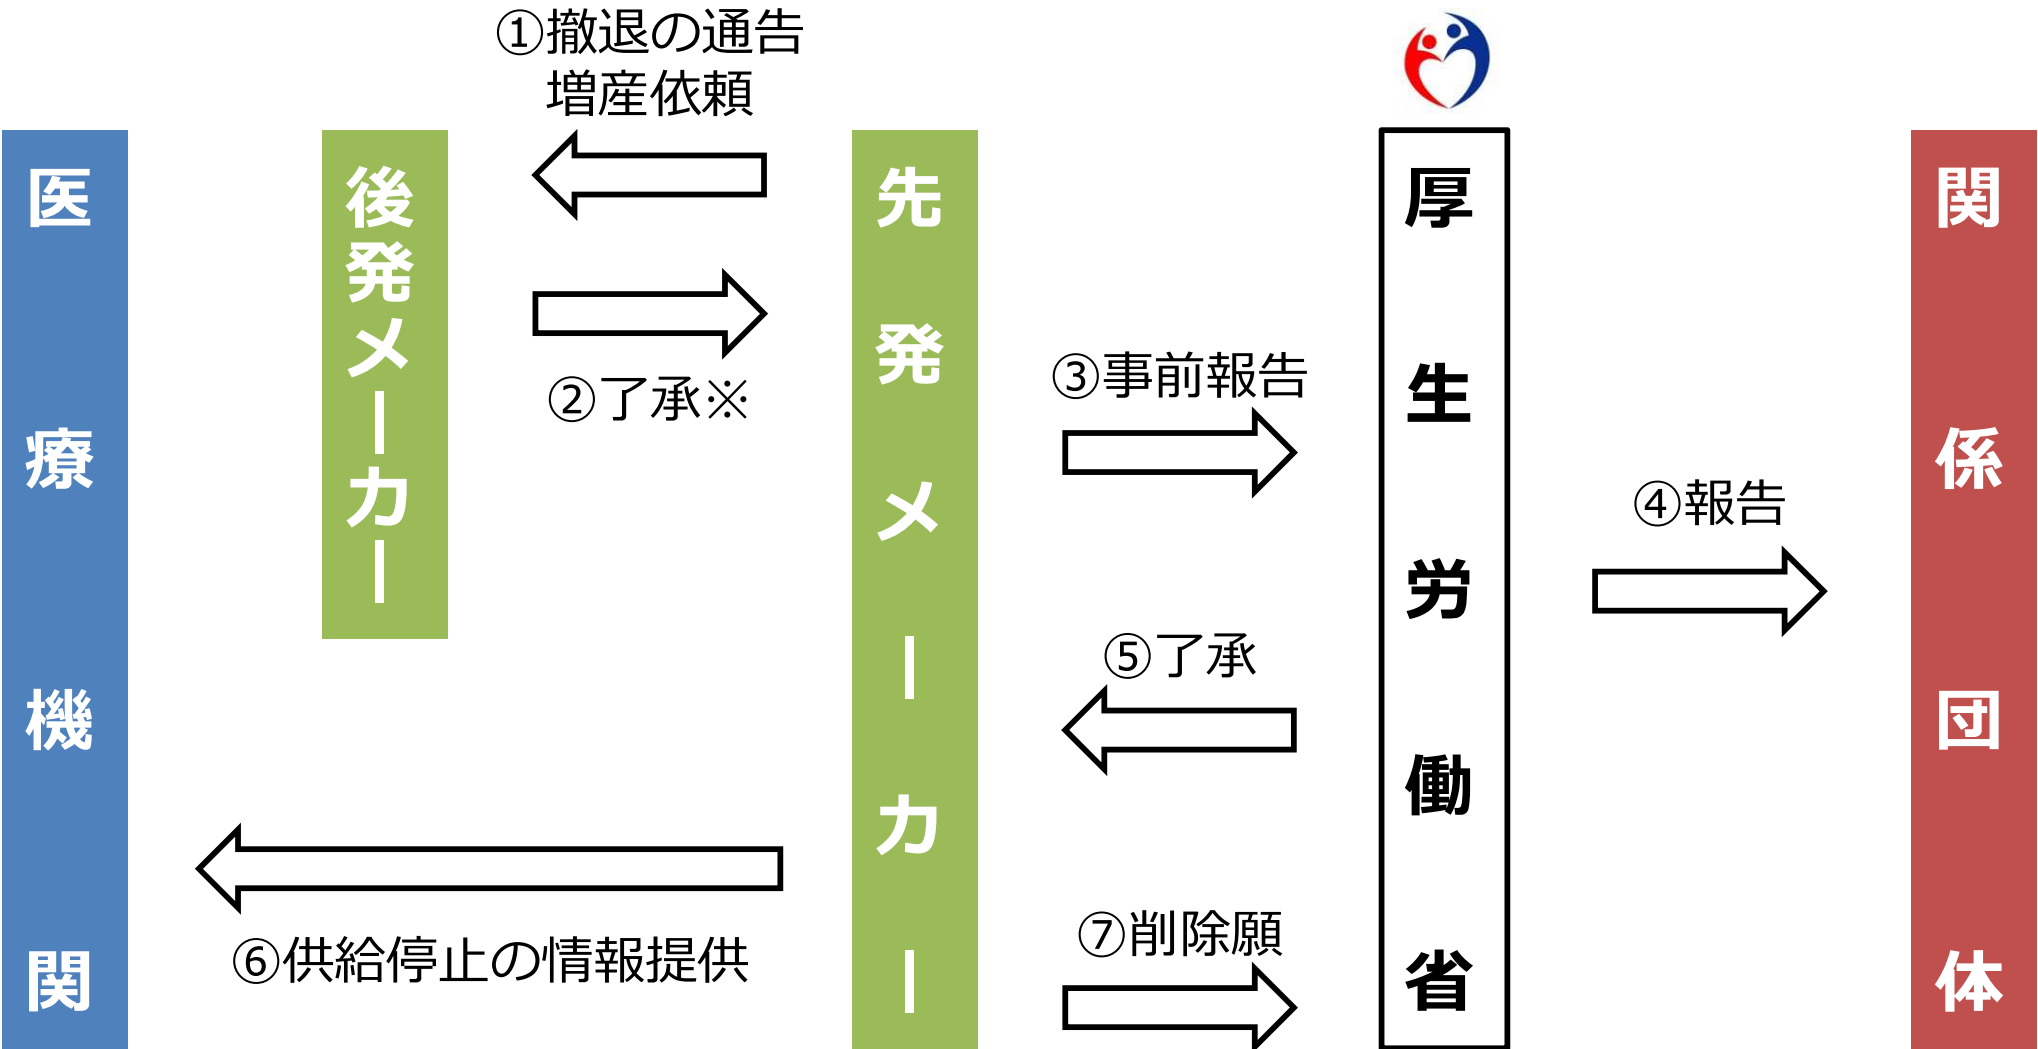 ①撤退の通告
増産依頼
医療機関
後発メーカー
先発メーカー
厚生労働省
関係団体
②了承※
③事前報告
④報告
⑤了承
⑥供給停止の情報提供
⑦削除願